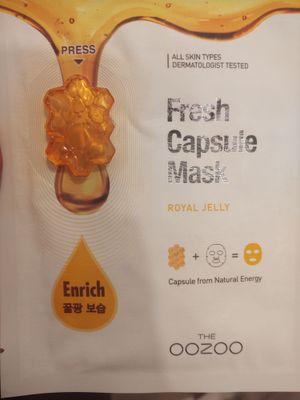 PRESS
ALL SKIN TYPES
DERMATOLOGIST TESTED
Fresh
Capsule
Mask
ROYAL JELLY
+ =
Capsule from Natural Energy
Enrich
꿀광 보습
THE
OOZOO